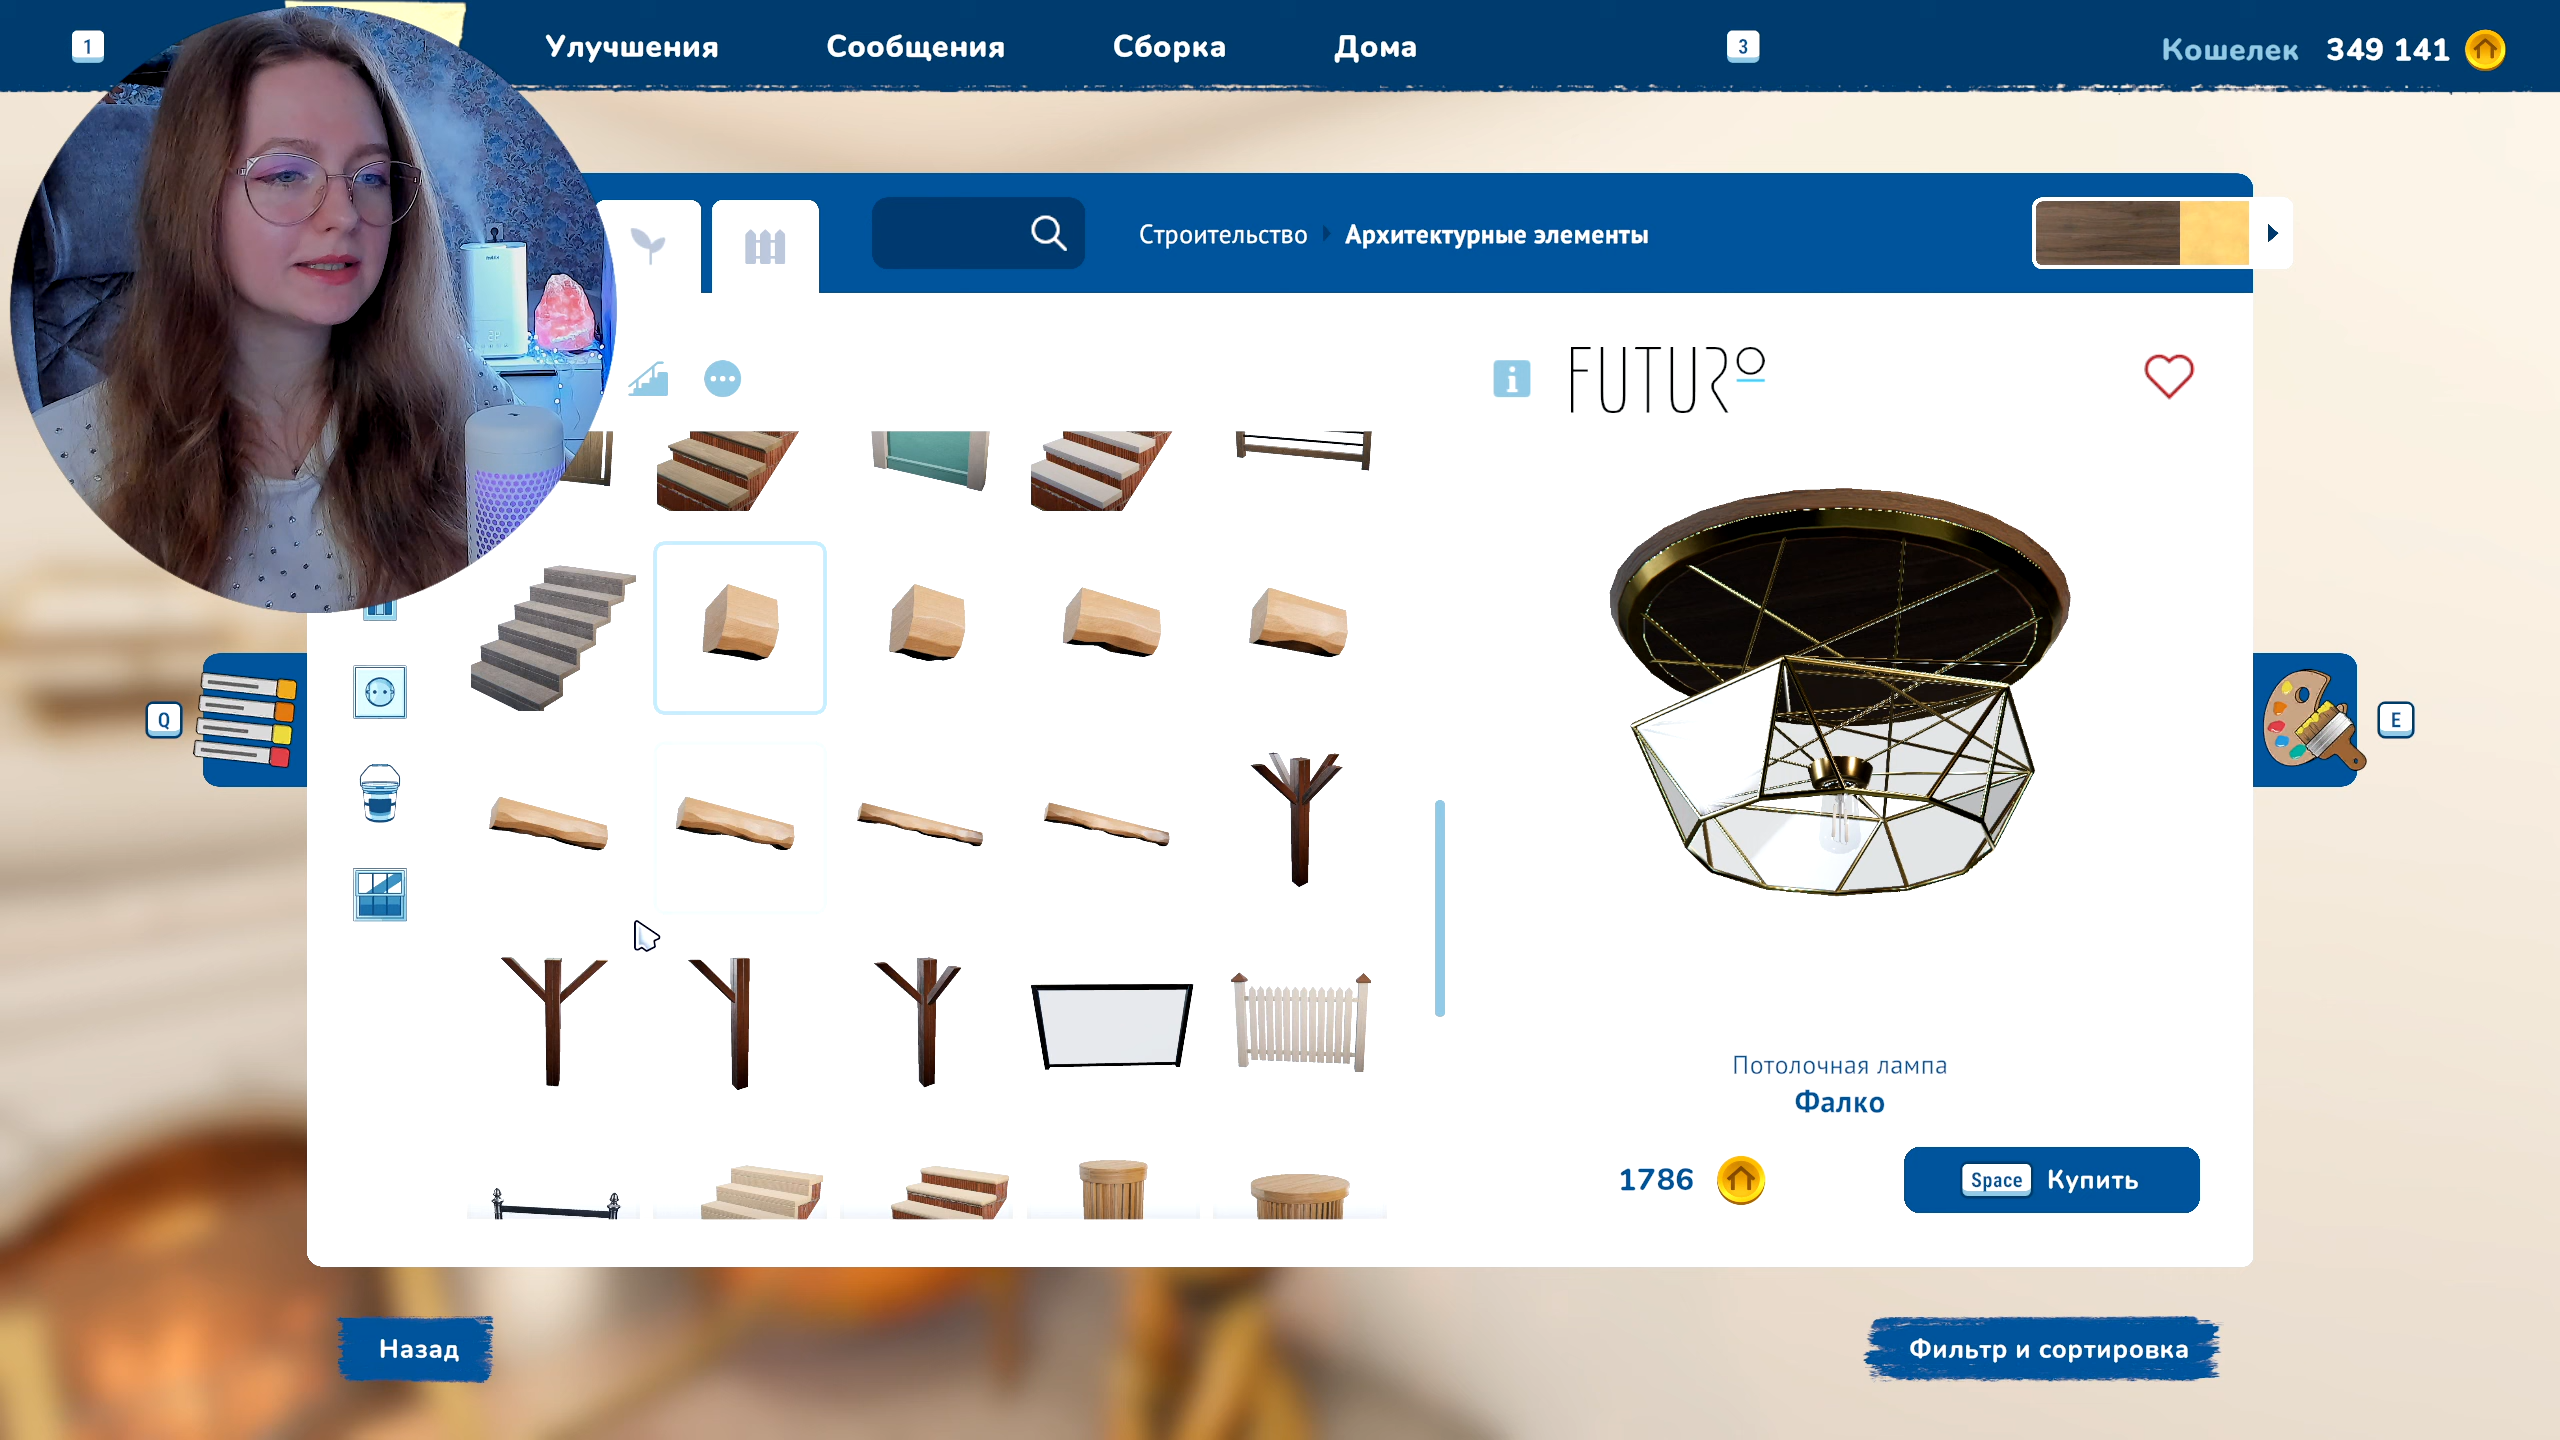 1
Улучшения
Сообщения
Сборка
Дома
3
Кошелек 349 141
Строительство
Архитектурные элементы
i
FUTURO
Q
E
Потолочная лампа
Фалко
1786
Space
Купить
Назад
Фильтр и сортировка